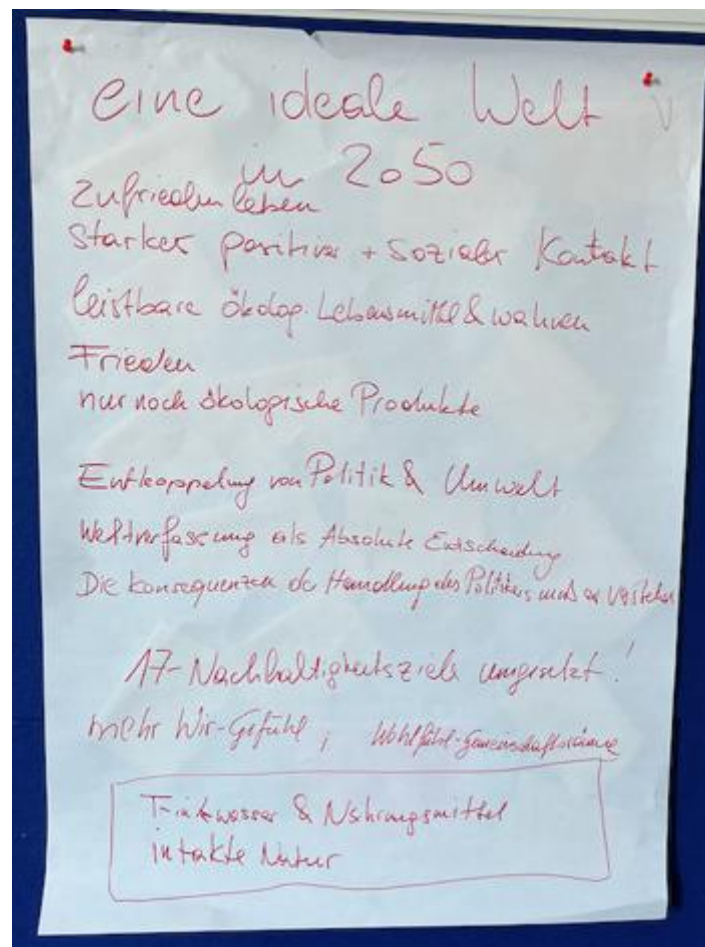 eine ideale Welt
in 2050
Zufrieden leben
Starker positiver + Sozialer Kontakt
leistbare ökolog. Lebensmittel & wahren
Frieden
nur noch ökologische Produkte
Entkoppelung von Politik & Umwelt
Weltverfassung als Absolute Entscheidung
Die Konsequenzen der Handlung des Politikers muss er verstehen
17-Nachhaltigkeitsziele umgesetzt!
mehr Wir-Gefühl, Wohlfühl-Gemeinschaftsräume
Trinkwasser & Nahrungsmittel
intakte Natur